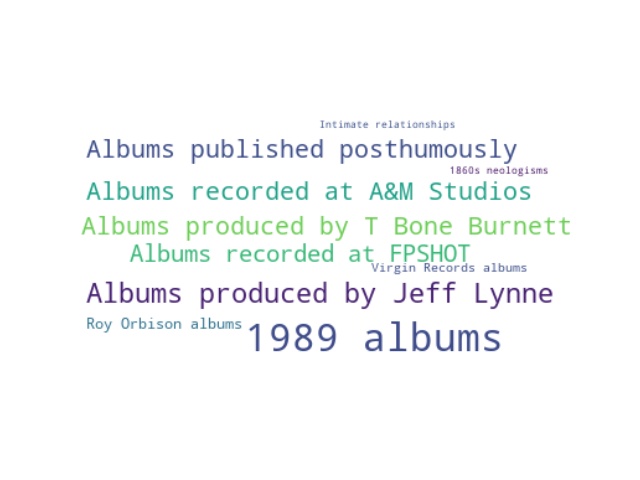 Intimate relationships
Albums published posthumously
1860s neologisms
Albums recorded at A&M Studios
Albums produced by T Bone Burnett
Albums recorded at FPSHOT
Virgin Records albums
Albums produced by Jeff Lynne
Roy Orbison albums
1989 albums